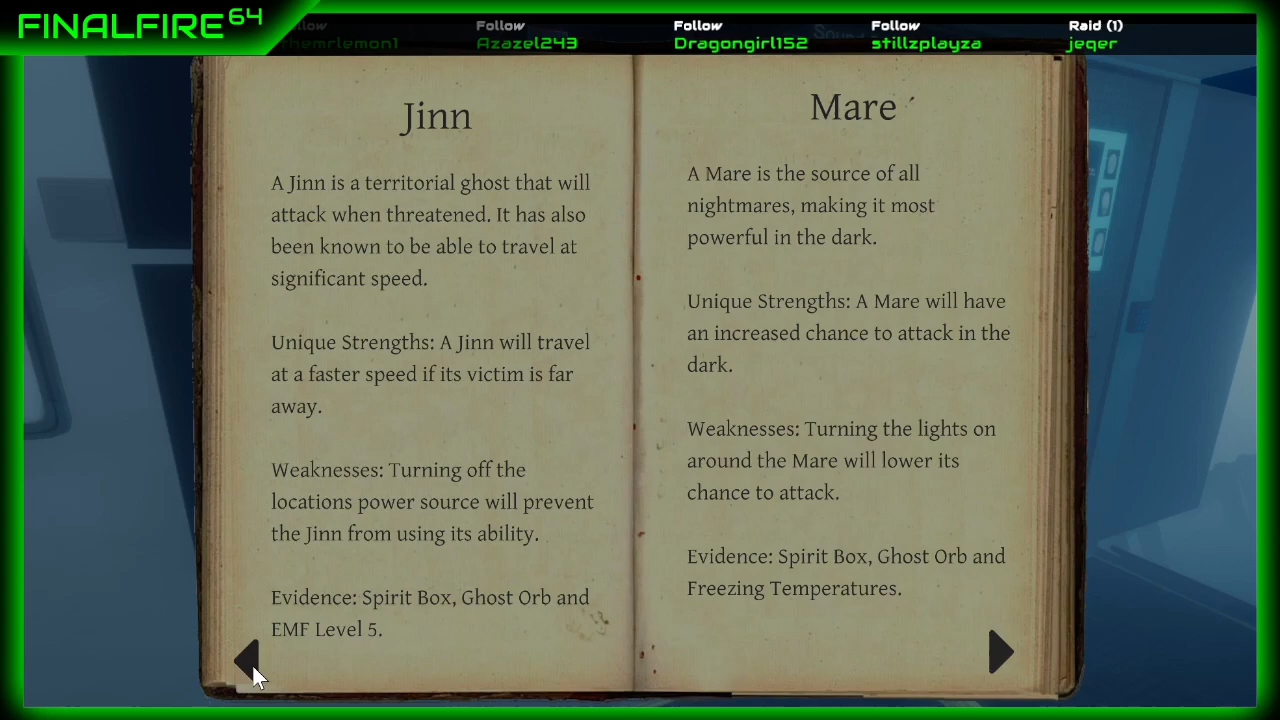 FINALFIRE64
Follow Follow Follow Raid (1)
Azazel243 Dragongirl152 stillzplayza jeqer
Jinn
A Jinn is a territorial ghost that will
attack when threatened. It has also
been known to be able to travel at
significant speed.
Unique Strengths: A Jinn will travel
at a faster speed if its victim is far
away.
Weaknesses: Turning off the
locations power source will prevent
the Jinn from using its ability.
Evidence: Spirit Box, Ghost Orb and
EMF Level 5.
Mare
A Mare is the source of all
nightmares, making it most
powerful in the dark.
Unique Strengths: A Mare will have
an increased chance to attack in the
dark.
Weaknesses: Turning the lights on
around the Mare will lower its
chance to attack.
Evidence: Spirit Box, Ghost Orb and
Freezing Temperatures.